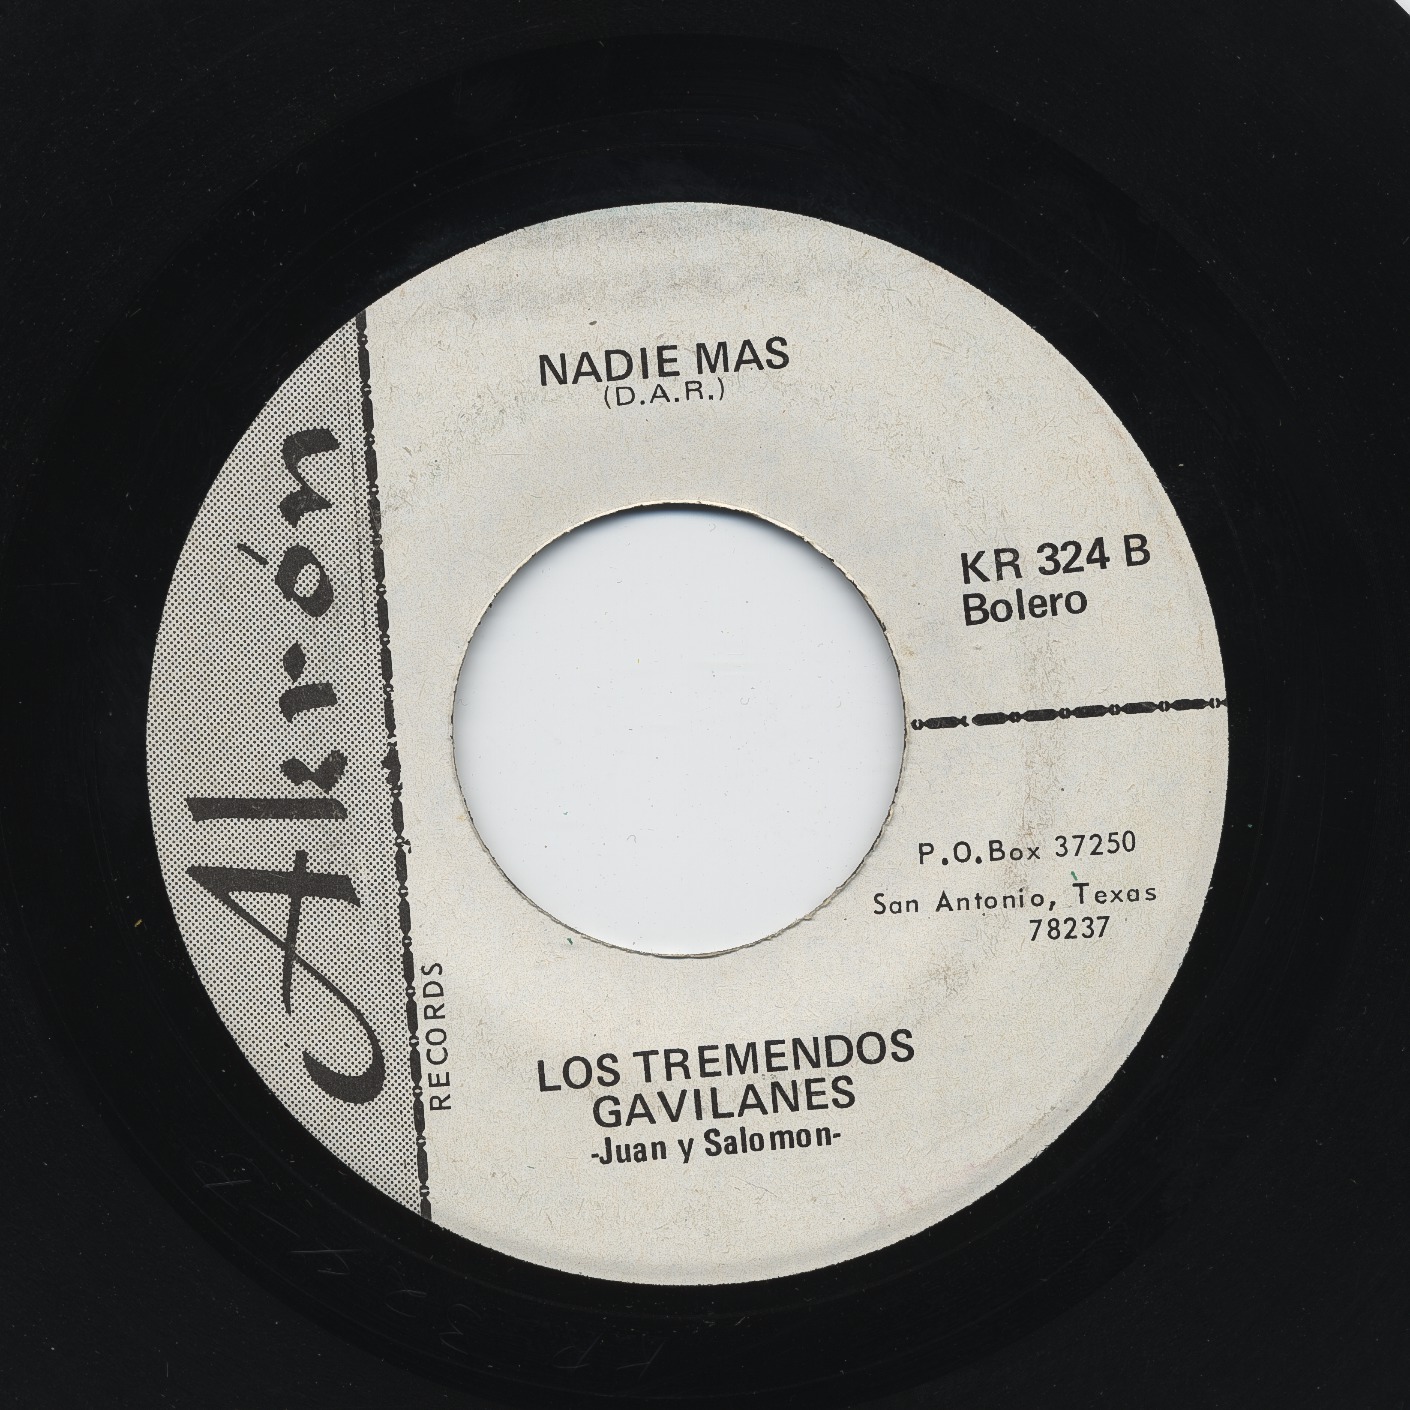 NADIE MAS
(D.A.R.)
Akrón
RECORDS
KR 324 B
Bolero
P.O.Box 37250
San Antonio, Texas
78237
LOS TREMENDOS
GAVILANES
-Juan y Salomon-